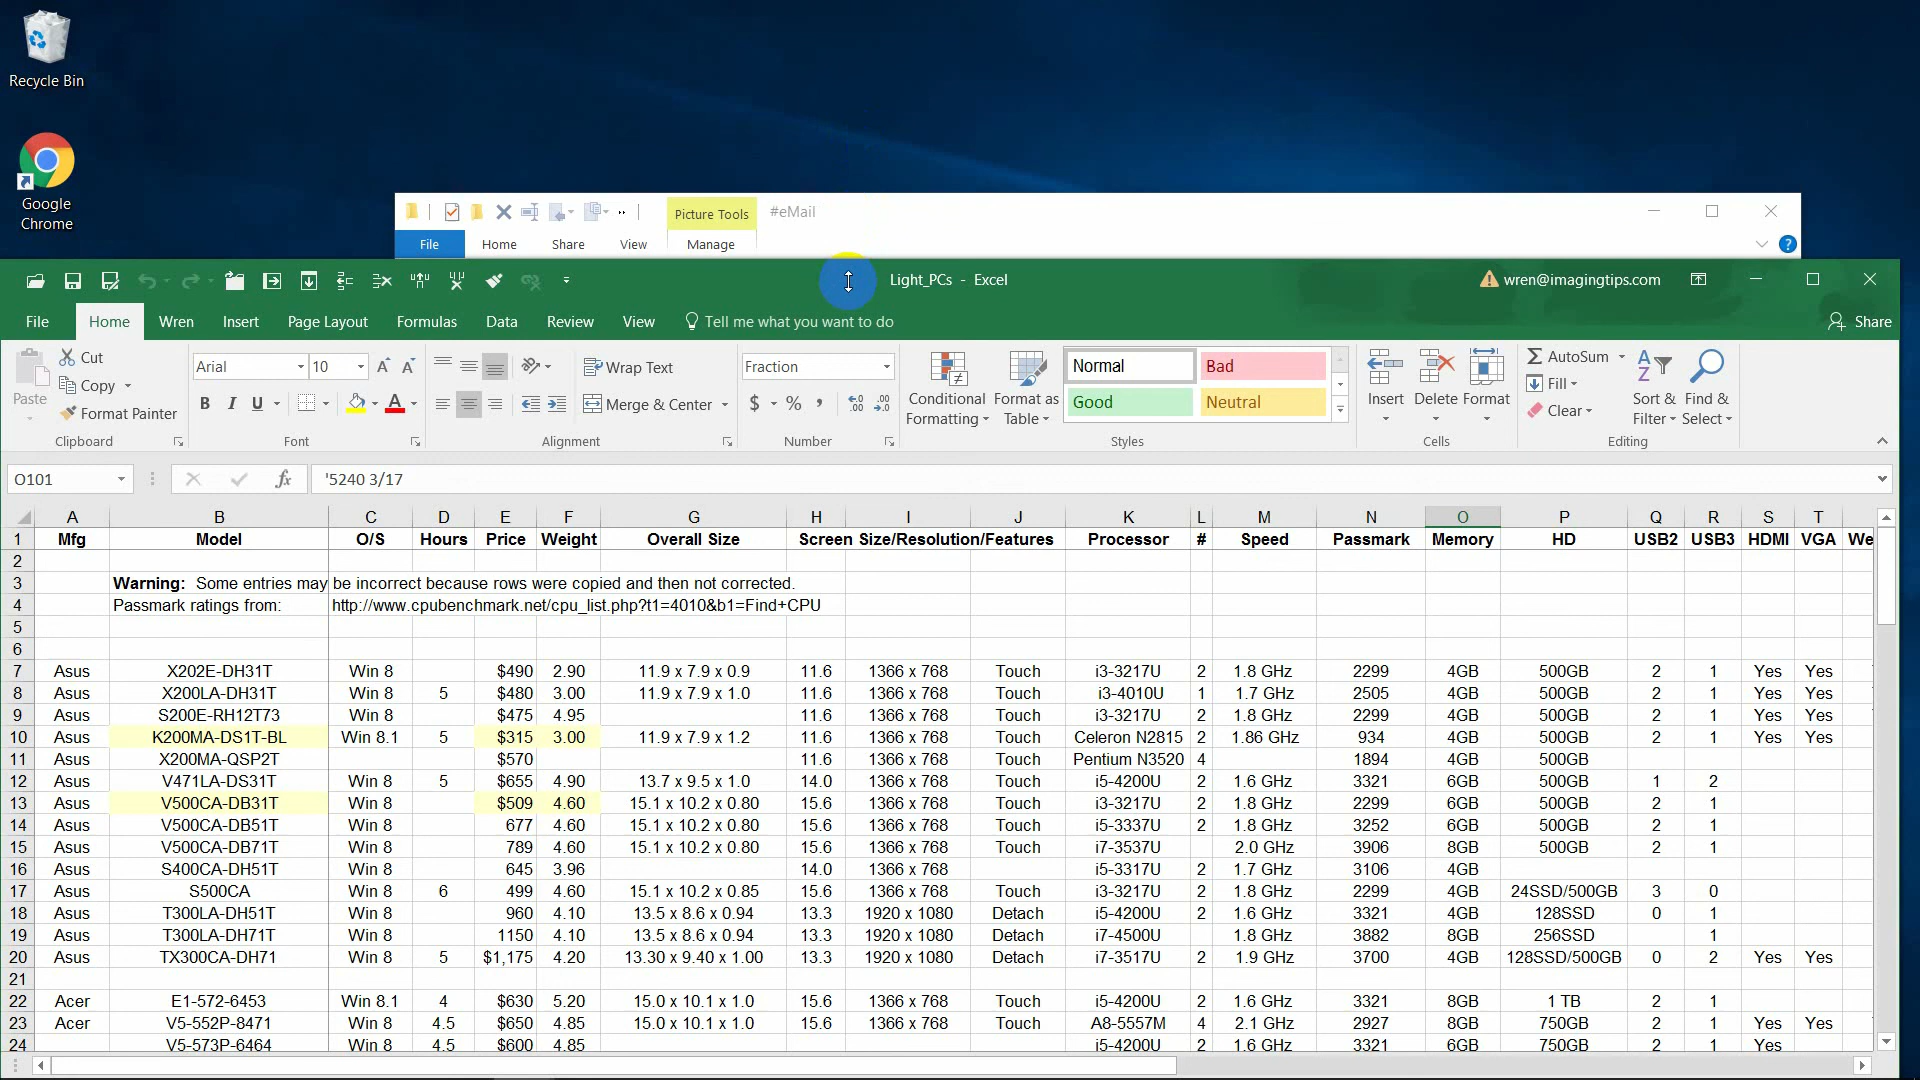 Recycle Bin
Google
Chrome
Picture Tools #eMail
File Home Share View Manage
Light_PCs - Excel wren@imagingtips.com
File Home Wren Insert Page Layout Formulas Data Review View Tell me what you want to do Share
Paste Cut Copy Format Painter Clipboard
Arial 10 B I U Font
Wrap Text Merge & Center Alignment
Fraction $ % , Number
Conditional Formatting Format as Table Normal Bad Good Neutral Styles
Insert Delete Format Cells
AutoSum Fill Clear Sort & Filter Find & Select Editing
O101 fx '5240 3/17
A B C D E F G H I J K L M N O P Q R S T
1 Mfg Model O/S Hours Price Weight Overall Size Screen Size/Resolution/Features Processor # Speed Passmark Memory HD USB2 USB3 HDMI VGA We
2
3 Warning: Some entries may be incorrect because rows were copied and then not corrected.
4 Passmark ratings from: http://www.cpubenchmark.net/cpu_list.php?t1=4010&b1=Find+CPU
5
6
7 Asus X202E-DH31T Win 8 $490 2.90 11.9 x 7.9 x 0.9 11.6 1366 x 768 Touch i3-3217U 2 1.8 GHz 2299 4GB 500GB 2 1 Yes Yes
8 Asus X200LA-DH31T Win 8 5 $480 3.00 11.9 x 7.9 x 1.0 11.6 1366 x 768 Touch i3-4010U 1 1.7 GHz 2505 4GB 500GB 2 1 Yes Yes
9 Asus S200E-RH12T73 Win 8 $475 4.95 11.6 1366 x 768 Touch i3-3217U 2 1.8 GHz 2299 4GB 500GB 2 1 Yes Yes
10 Asus K200MA-DS1T-BL Win 8.1 5 $315 3.00 11.9 x 7.9 x 1.2 11.6 1366 x 768 Touch Celeron N2815 2 1.86 GHz 934 4GB 500GB 2 1 Yes Yes
11 Asus X200MA-QSP2T $570 11.6 1366 x 768 Touch Pentium N3520 4 1894 4GB 500GB
12 Asus V471LA-DS31T Win 8 5 $655 4.90 13.7 x 9.5 x 1.0 14.0 1366 x 768 Touch i5-4200U 2 1.6 GHz 3321 6GB 500GB 1 2
13 Asus V500CA-DB31T Win 8 $509 4.60 15.1 x 10.2 x 0.80 15.6 1366 x 768 Touch i3-3217U 2 1.8 GHz 2299 6GB 500GB 2 1
14 Asus V500CA-DB51T Win 8 677 4.60 15.1 x 10.2 x 0.80 15.6 1366 x 768 Touch i5-3337U 2 1.8 GHz 3252 6GB 500GB 2 1
15 Asus V500CA-DB71T Win 8 789 4.60 15.1 x 10.2 x 0.80 15.6 1366 x 768 Touch i7-3537U 2.0 GHz 3906 8GB 500GB 2 1
16 Asus S400CA-DH51T Win 8 645 3.96 14.0 1366 x 768 i5-3317U 2 1.7 GHz 3106 4GB
17 Asus S500CA Win 8 6 499 4.60 15.1 x 10.2 x 0.85 15.6 1366 x 768 Touch i3-3217U 2 1.8 GHz 2299 4GB 24SSD/500GB 3 0
18 Asus T300LA-DH51T Win 8 960 4.10 13.5 x 8.6 x 0.94 13.3 1920 x 1080 Detach i5-4200U 2 1.6 GHz 3321 4GB 128SSD 0 1
19 Asus T300LA-DH71T Win 8 1150 4.10 13.5 x 8.6 x 0.94 13.3 1920 x 1080 Detach i7-4500U 1.8 GHz 3882 8GB 256SSD 1
20 Asus TX300CA-DH71 Win 8 5 $1,175 4.20 13.30 x 9.40 x 1.00 13.3 1920 x 1080 Detach i7-3517U 2 1.9 GHz 3700 4GB 128SSD/500GB 0 2 Yes Yes
21
22 Acer E1-572-6453 Win 8.1 4 $630 5.20 15.0 x 10.1 x 1.0 15.6 1366 x 768 Touch i5-4200U 2 1.6 GHz 3321 8GB 1 TB 2 1
23 Acer V5-552P-8471 Win 8 4.5 $650 4.85 15.0 x 10.1 x 1.0 15.6 1366 x 768 Touch A8-5557M 4 2.1 GHz 2927 8GB 750GB 2 1 Yes Yes
24 V5-573P-6464 Win 8 4.5 $600 4.85 i5-4200U 2 1.6 GHz 3321 6GB 750GB 2 1 Yes